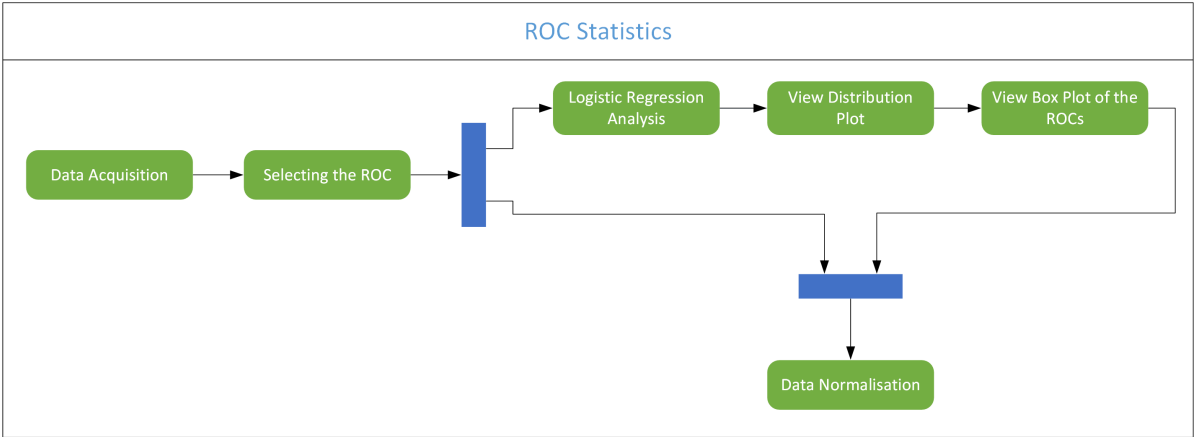 ROC Statistics
Logistic Regression
Analysis
View Distribution
Plot
View Box Plot of the
ROCs
Data Acquisition
Selecting the ROC
Data Normalisation